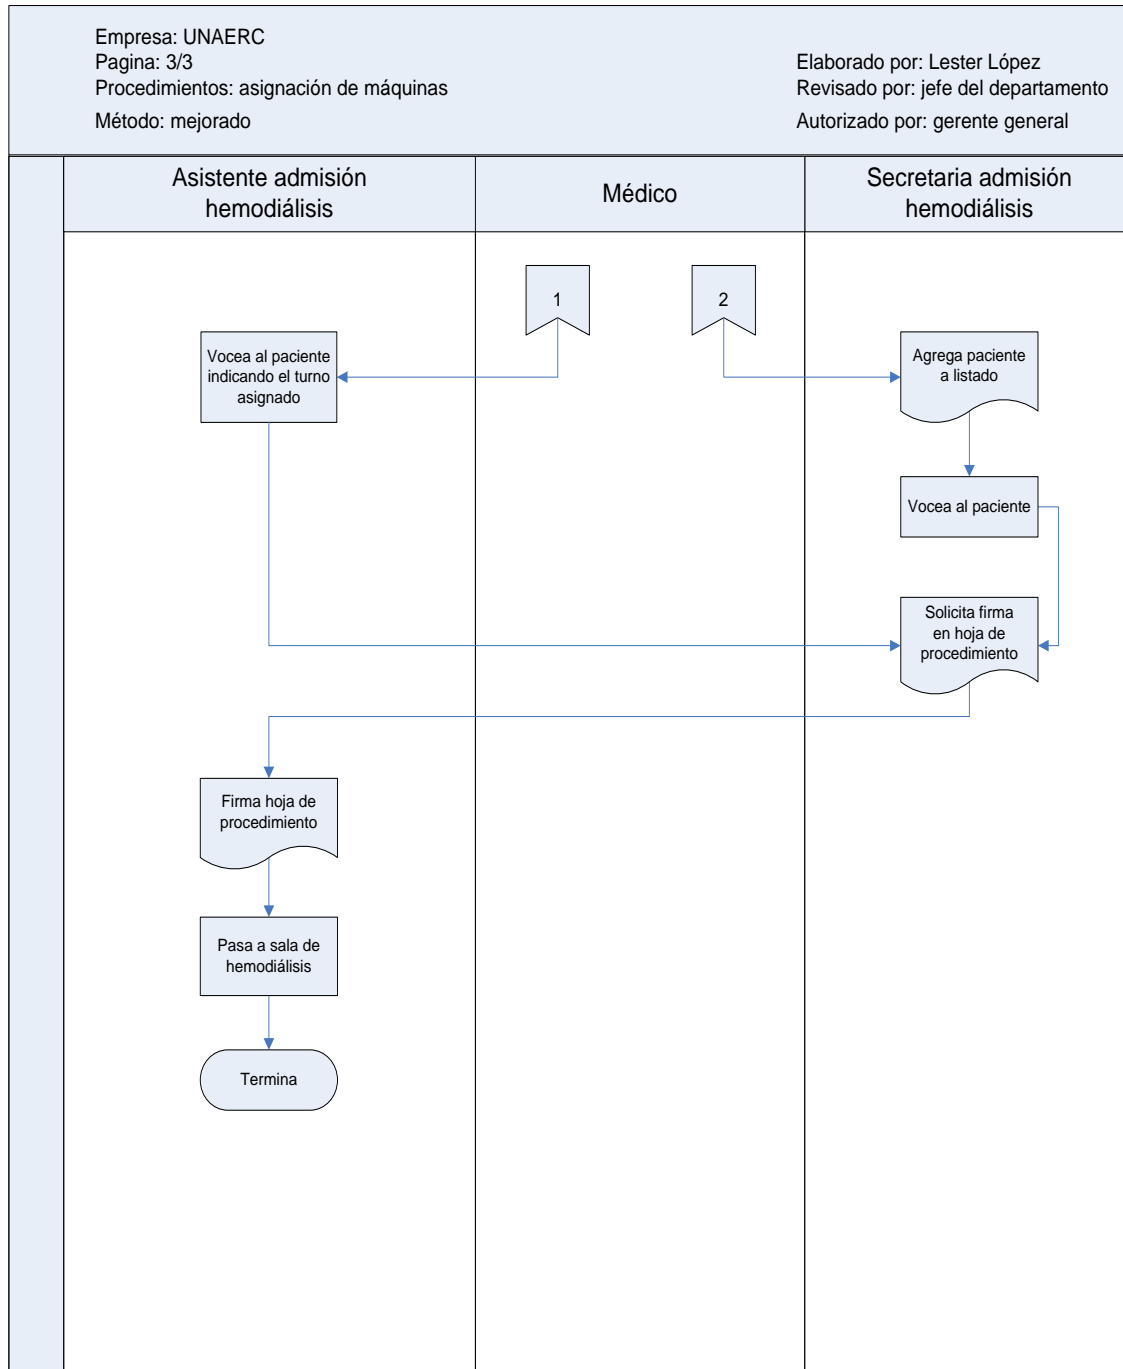 Empresa: UNAERC
Pagina: 3/3
Procedimientos: asignación de máquinas
Método: mejorado
Elaborado por: Lester López
Revisado por: jefe del departamento
Autorizado por: gerente general
Asistente admisión
hemodiálisis
Médico
Secretaria admisión
hemodiálisis
1
2
Vocea al paciente
indicando el turno
asignado
Agrega paciente
a listado
Vocea al paciente
Solicita firma
en hoja de
procedimiento
Firma hoja de
procedimiento
Pasa a sala de
hemodiálisis
Termina